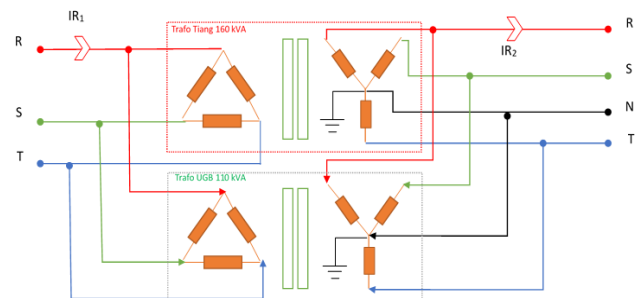 IR1
Trafo Tiang 160 kVA
R
R
IR2
S
S
N
T
T
Trafo UGB 110 kVA